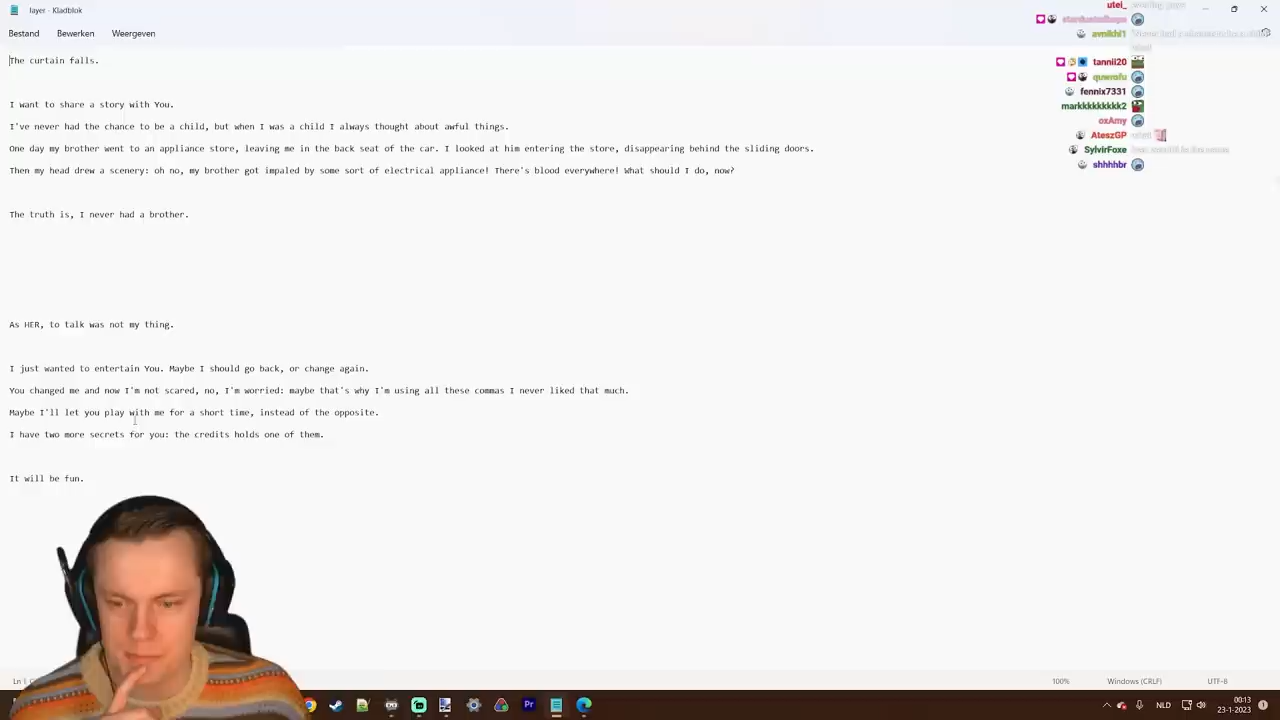 layer - Kladblok
Bestand Bewerken Weergeven
The curtain falls.
I want to share a story with You.
I've never had the chance to be a child, but when I was a child I always thought about awful things.
One day my brother went to an appliance store, leaving me in the back seat of the car. I looked at him entering the store, disappearing behind the sliding doors.
Then my head drew a scenery: oh no, my brother got impaled by some sort of electrical appliance! There's blood everywhere! What should I do, now?
The truth is, I never had a brother.
As HER, to talk was not my thing.
I just wanted to entertain You. Maybe I should go back, or change again.
You changed me and now I'm not scared, no, I'm worried: maybe that's why I'm using all these commas I never liked that much.
Maybe I'll let you play with me for a short time, instead of the opposite.
I have two more secrets for you: the credits holds one of them.
It will be fun.
utei_
avnikhi1
tannii20
quwrofu
fennix7331
markkkkkkkkk2
oxAmy
AteszGP what
SylvirFoxe
shhhhbr
Ln
100% Windows (CRLF) UTF-8
Pr
NLD
00:13
23-1-2023